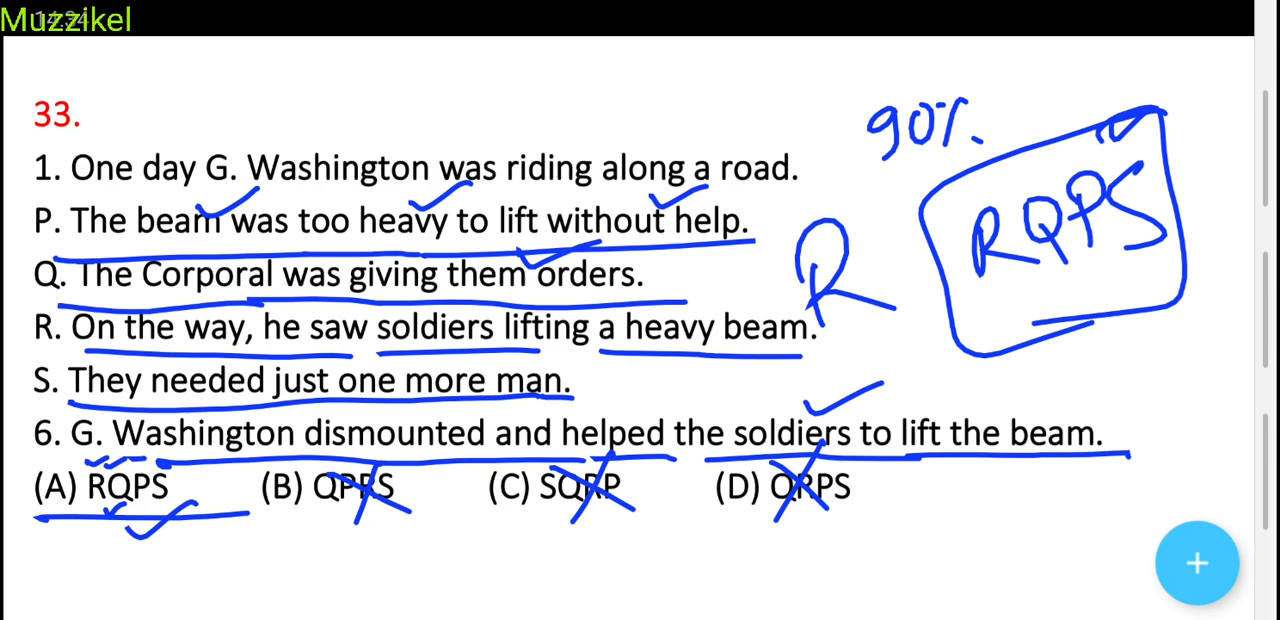 Muzzikel
33.
90%
1. One day G. Washington was riding along a road.
P. The beam was too heavy to lift without help.
RQPS
Q. The Corporal was giving them orders.
R
R. On the way, he saw soldiers lifting a heavy beam.
S. They needed just one more man.
6. G. Washington dismounted and helped the soldiers to lift the beam.
(A) RQPS (B) QPRS (C) SQRP (D) QRPS